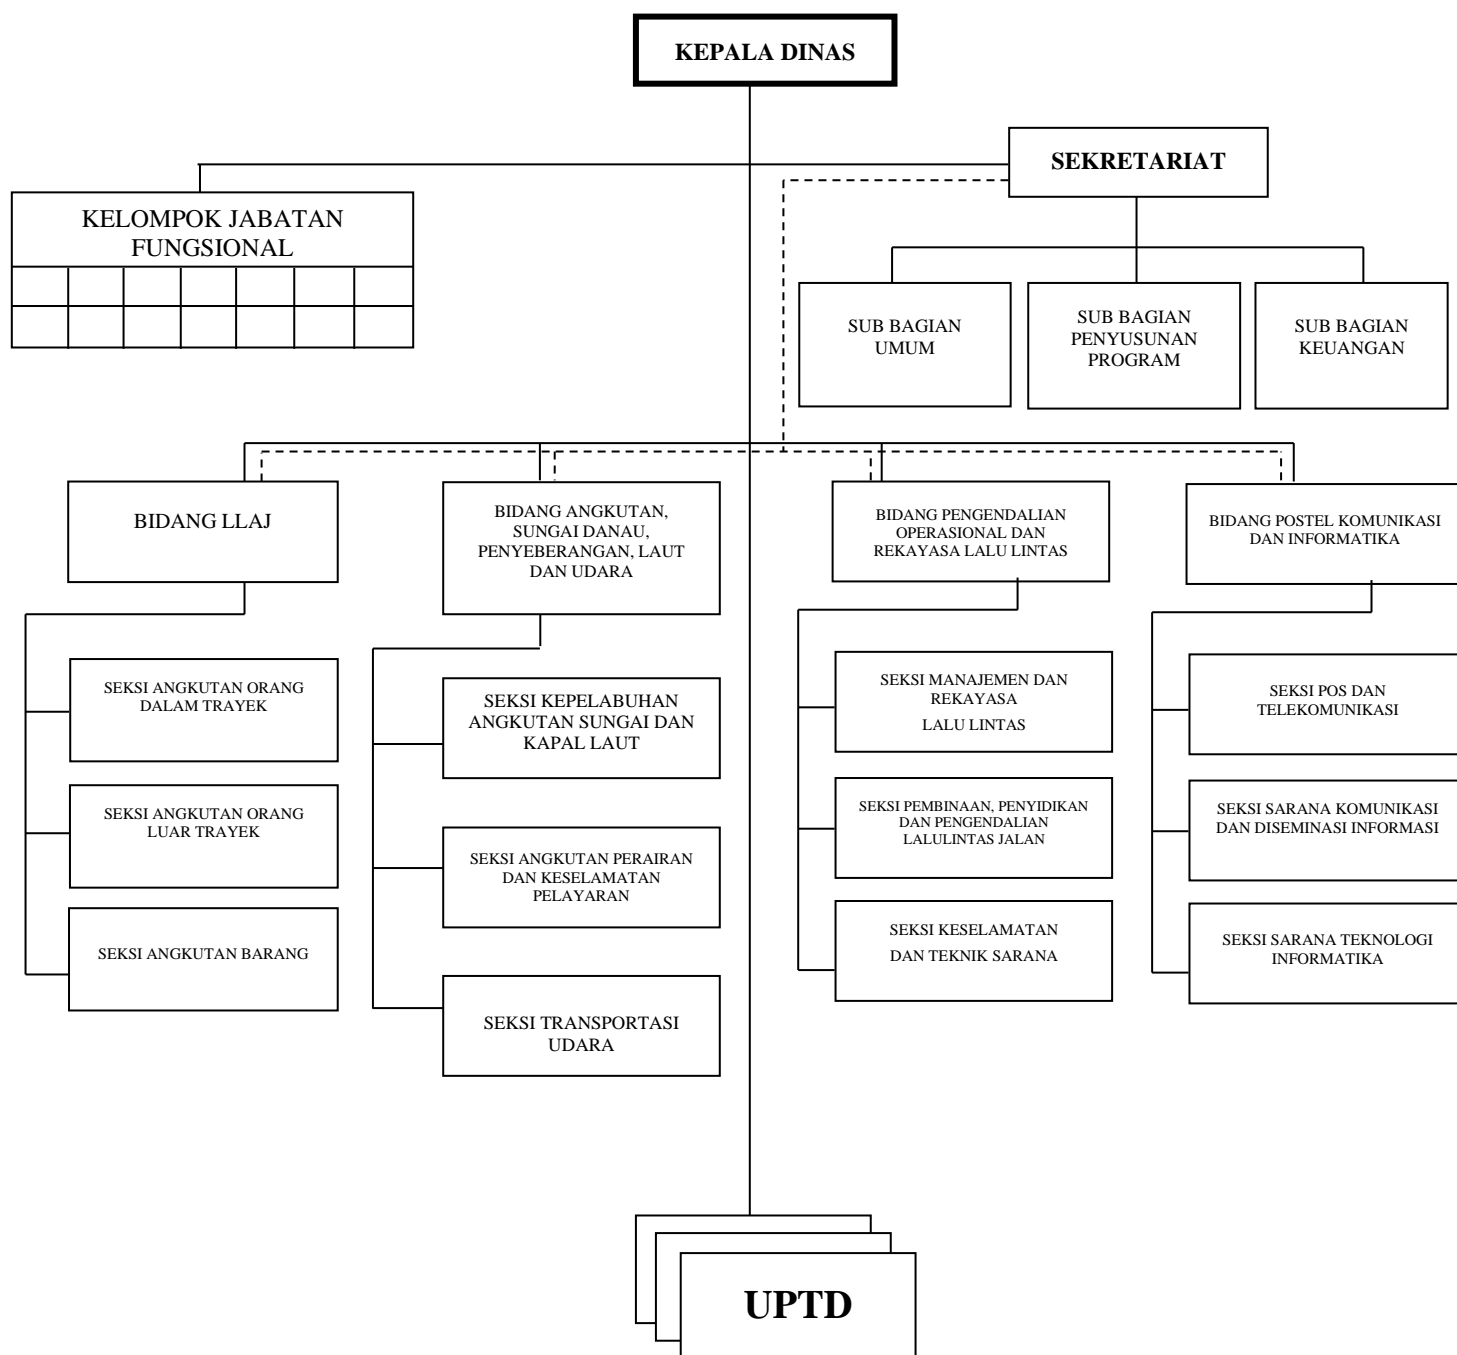 KEPALA DINAS
SEKRETARIAT
KELOMPOK JABATAN
FUNGSIONAL
SUB BAGIAN
UMUM
SUB BAGIAN
PENYUSUNAN
PROGRAM
SUB BAGIAN
KEUANGAN
BIDANG LLAJ
BIDANG ANGKUTAN,
SUNGAI DANAU,
PENYEBERANGAN, LAUT
DAN UDARA
BIDANG PENGENDALIAN
OPERASIONAL DAN
REKAYASA LALU LINTAS
BIDANG POSTEL KOMUNIKASI
DAN INFORMATIKA
SEKSI ANGKUTAN ORANG
DALAM TRAYEK
SEKSI ANGKUTAN ORANG
LUAR TRAYEK
SEKSI ANGKUTAN BARANG
SEKSI KEPELABUHAN
ANGKUTAN SUNGAI DAN
KAPAL LAUT
SEKSI ANGKUTAN PERAIRAN
DAN KESELAMATAN
PELAYARAN
SEKSI TRANSPORTASI
UDARA
SEKSI MANAJEMEN DAN
REKAYASA
LALU LINTAS
SEKSI PEMBINAAN, PENYIDIKAN
DAN PENGENDALIAN
LALULINTAS JALAN
SEKSI KESELAMATAN
DAN TEKNIK SARANA
SEKSI POS DAN
TELEKOMUNIKASI
SEKSI SARANA KOMUNIKASI
DAN DISEMINASI INFORMASI
SEKSI SARANA TEKNOLOGI
INFORMATIKA
UPTD